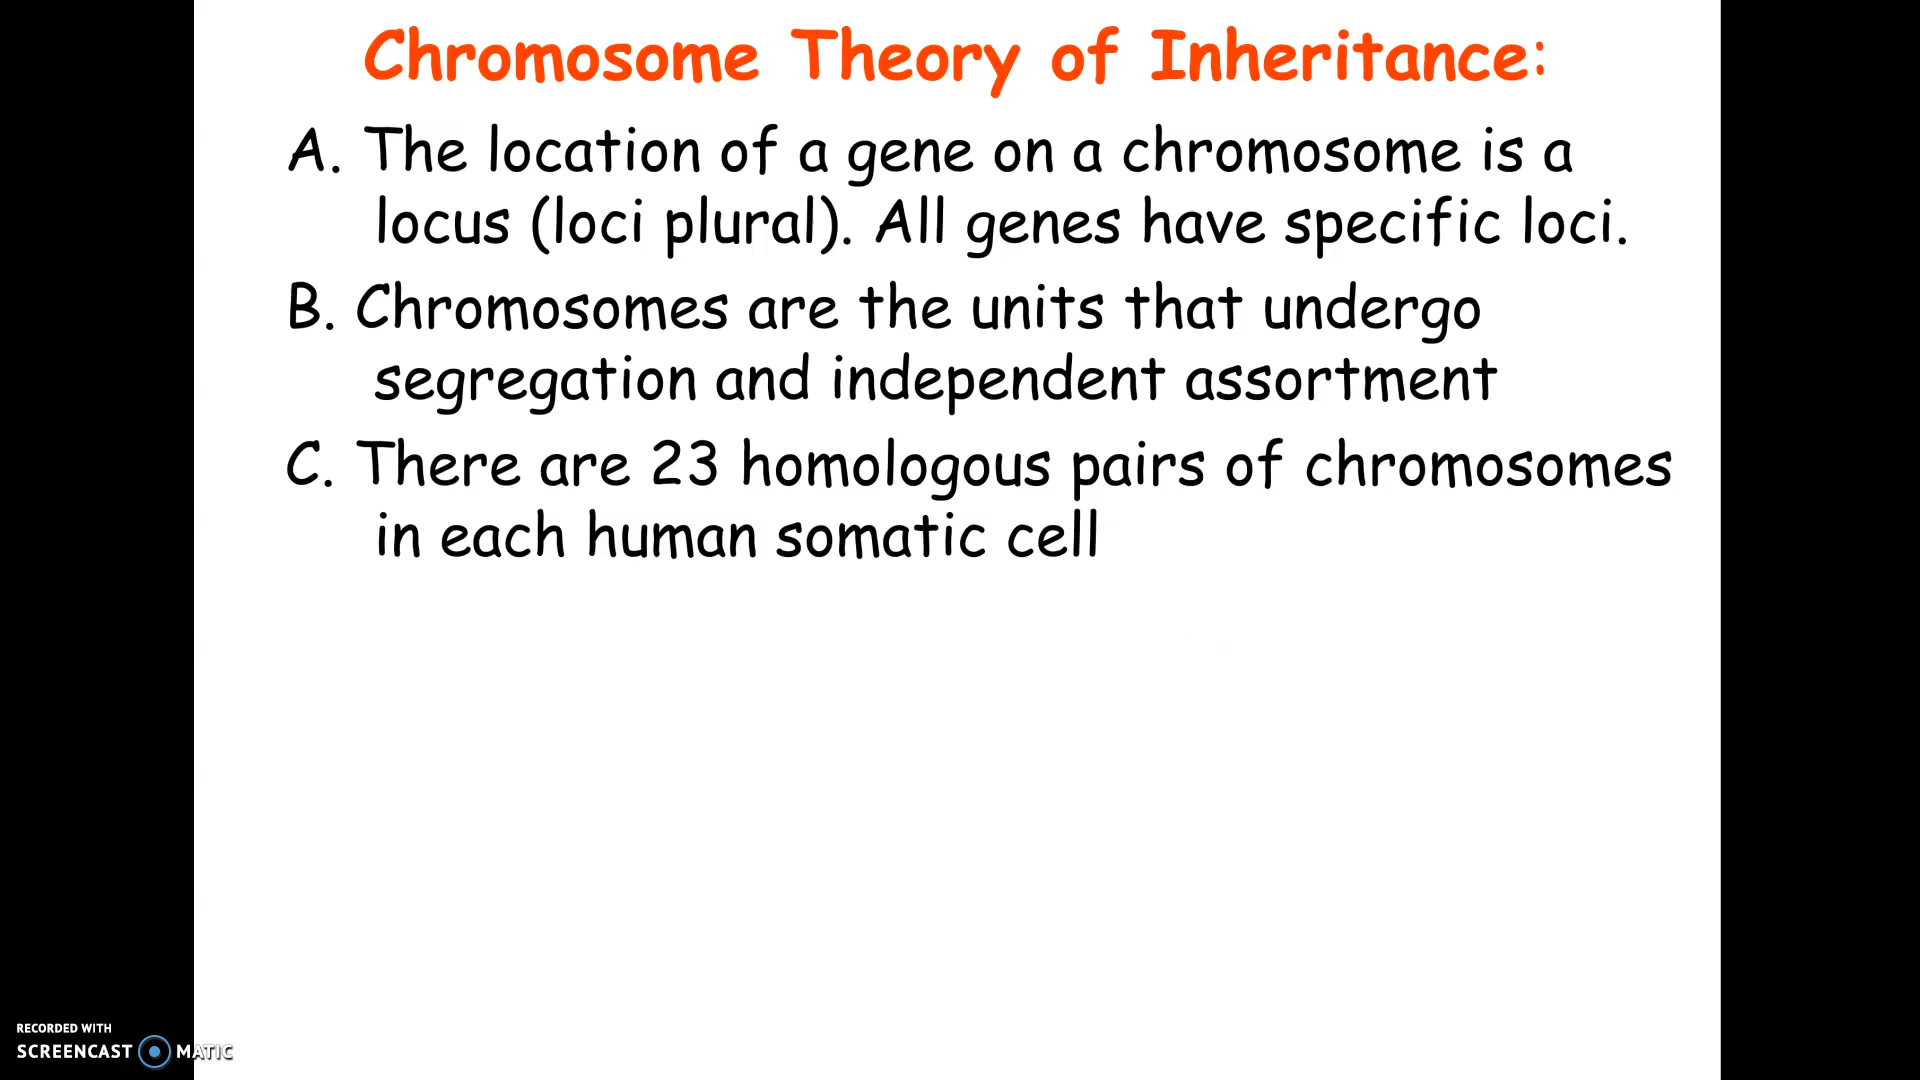 Chromosome Theory of Inheritance:
A. The location of a gene on a chromosome is a
locus (loci plural). All genes have specific loci.
B. Chromosomes are the units that undergo
segregation and independent assortment
C. There are 23 homologous pairs of chromosomes
in each human somatic cell
RECORDED WITH
SCREENCAST MATIC